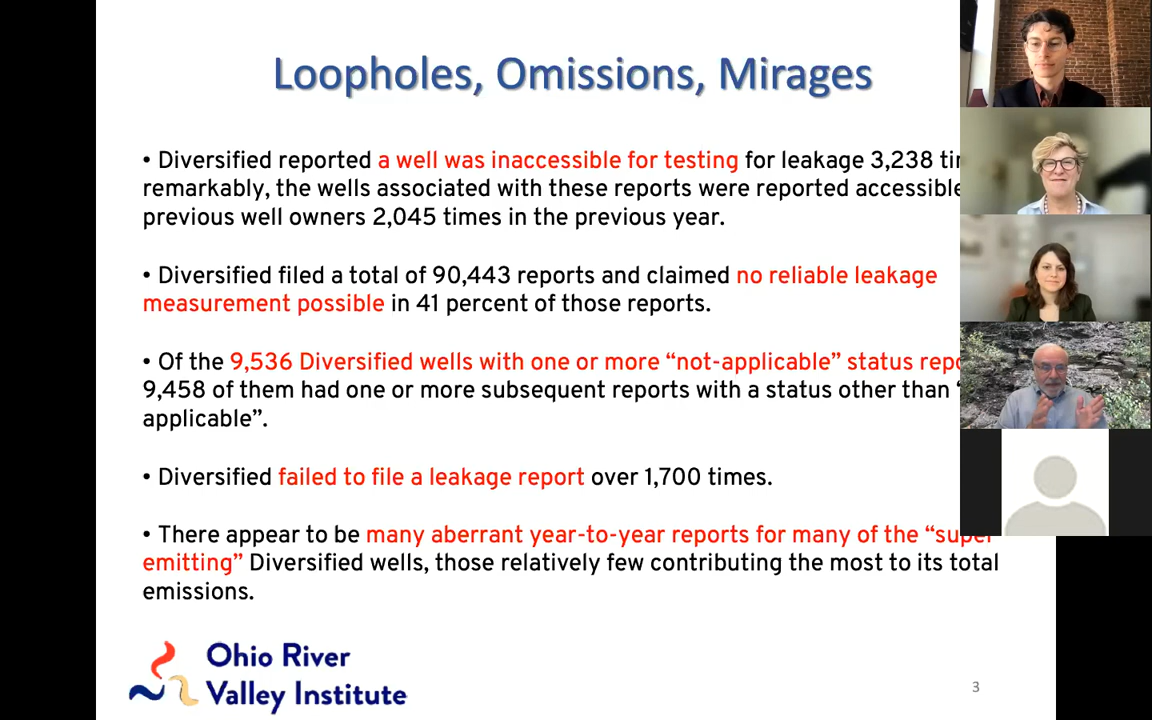 Loopholes, Omissions, Mirages
• Diversified reported a well was inaccessible for testing for leakage 3,238
remarkably, the wells associated with these reports were reported accessible
previous well owners 2,045 times in the previous year.
• Diversified filed a total of 90,443 reports and claimed no reliable leakage
measurement possible in 41 percent of those reports.
• Of the 9,536 Diversified wells with one or more “not-applicable” status
9,458 of them had one or more subsequent reports with a status other than
applicable”.
• Diversified failed to file a leakage report over 1,700 times.
• There appear to be many aberrant year-to-year reports for many of the “super
emitting” Diversified wells, those relatively few contributing the most to its total
emissions.
Ohio River
Valley Institute
3